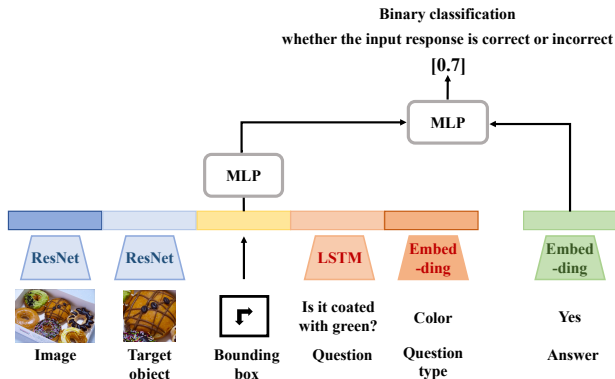 Binary classification
whether the input response is correct or incorrect
[0.7]
MLP
MLP
ResNet
ResNet
LSTM
Embed
-ding
Embed
-ding
Is it coated
with green?
Color
Yes
Image
Target
object
Bounding
box
Question
Question
type
Answer